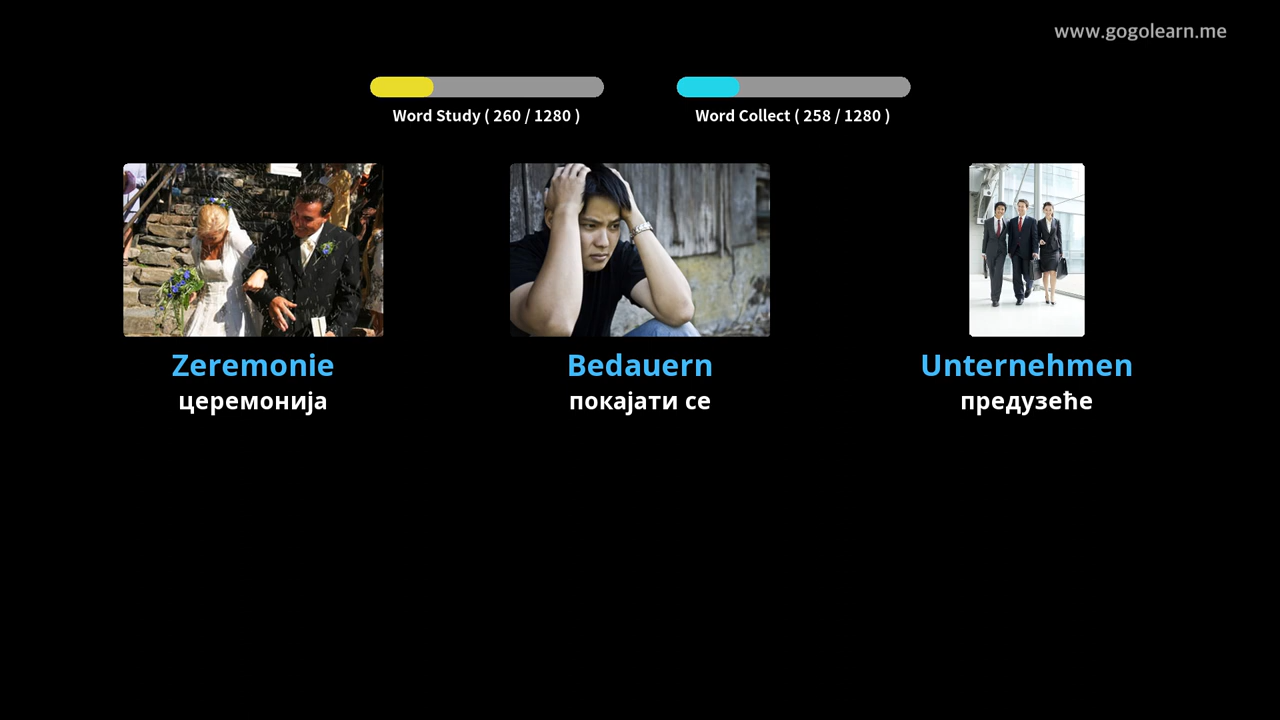 www.gogolearn.me
Word Study ( 260 / 1280 )
Word Collect ( 258 / 1280 )
Zeremonie
церемонија
Bedauern
покајати се
Unternehmen
предузеће